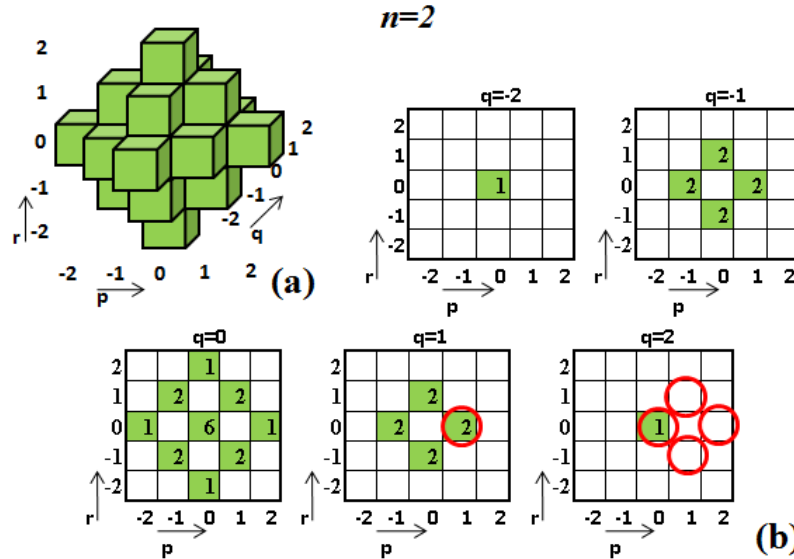 n=2
2
1
0
-1
-2
r
-2 -1 0 1 2
p
2
1
0
-1
-2
q
(a)
q=-2
2
1
0 1
-1
-2
r
-2 -1 0 1 2
p
q=-1
2
1 2
0 2 2
-1 2
-2
r
-2 -1 0 1 2
p
q=0
2 1
1 2 2
0 1 6 1
-1 2 2
-2 1
r
-2 -1 0 1 2
p
q=1
2
1 2
0 2 2
-1 2
-2
r
-2 -1 0 1 2
p
q=2
2
1
0 1
-1
-2
r
-2 -1 0 1 2
p
(b)